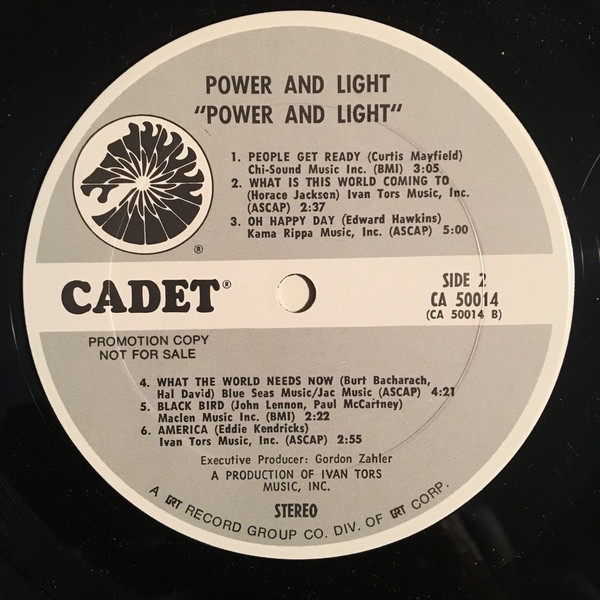 POWER AND LIGHT
"POWER AND LIGHT"
1. PEOPLE GET READY (Curtis Mayfield)
Chi-Sound Music Inc. (BMI) 3:05
2. WHAT IS THIS WORLD COMING TO
(Horace Jackson) Ivan Tors Music, Inc.
(ASCAP) 2:37
3. OH HAPPY DAY (Edward Hawkins)
Kama Rippa Music, Inc. (ASCAP) 5:00
®
CADET®
SIDE 2
CA 50014
(CA 50014 B)
PROMOTION COPY
NOT FOR SALE
4. WHAT THE WORLD NEEDS NOW (Burt Bacharach,
Hal David) Blue Seas Music/Jac Music (ASCAP) 4:21
5. BLACK BIRD (John Lennon, Paul McCartney)
Maclen Music Inc. (BMI) 2:22
6. AMERICA (Eddie Kendricks)
Ivan Tors Music, Inc. (ASCAP) 2:55
Executive Producer: Gordon Zahler
A PRODUCTION OF IVAN TORS
MUSIC, INC.
STEREO
A GRT RECORD GROUP CO. DIV. OF GRT CORP.